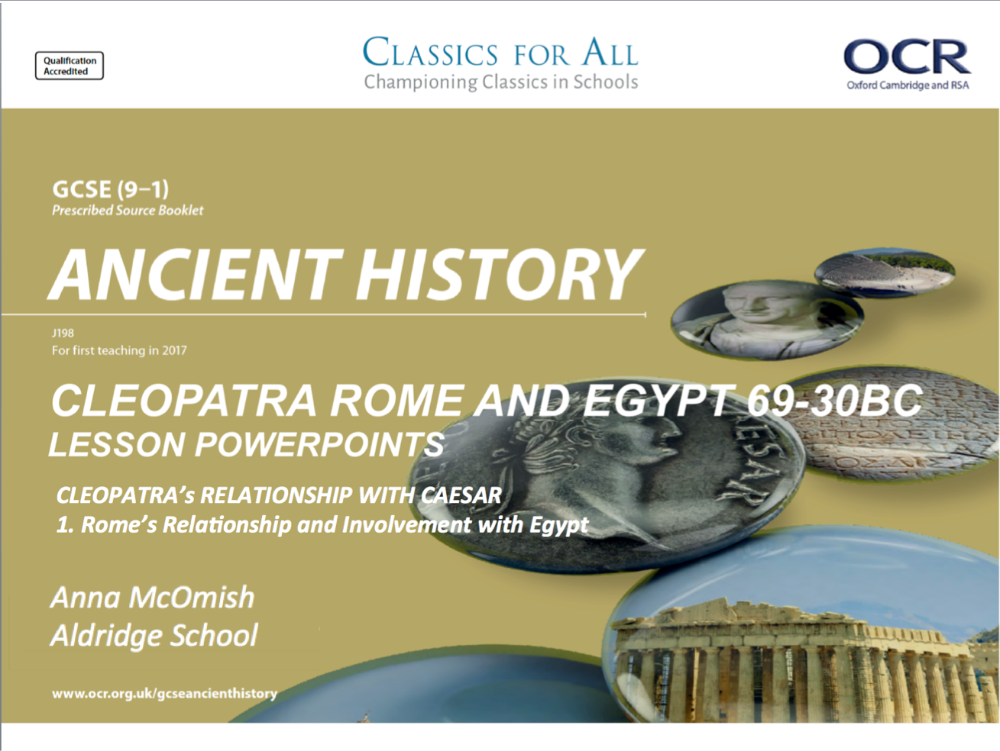 Qualification
Accredited
CLASSICS FOR ALL
Championing Classics in Schools
OCR
Oxford Cambridge and RSA
GCSE (9–1)
Prescribed Source Booklet
ANCIENT HISTORY
J198
For first teaching in 2017
CLEOPATRA ROME AND EGYPT 69-30BC
LESSON POWERPOINTS
CLEOPATRA’s RELATIONSHIP WITH CAESAR
1. Rome’s Relationship and Involvement with Egypt
Anna McOmish
Aldridge School
www.ocr.org.uk/gcseancienthistory